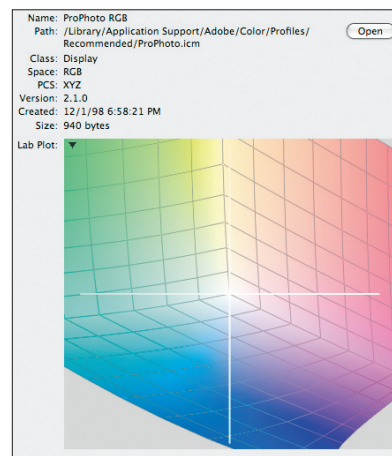 Name: ProPhoto RGB
Path: /Library/Application Support/Adobe/Color/Profiles/
Recommended/ProPhoto.icm
Open
Class: Display
Space: RGB
PCS: XYZ
Version: 2.1.0
Created: 12/1/98 6:58:21 PM
Size: 940 bytes
Lab Plot: